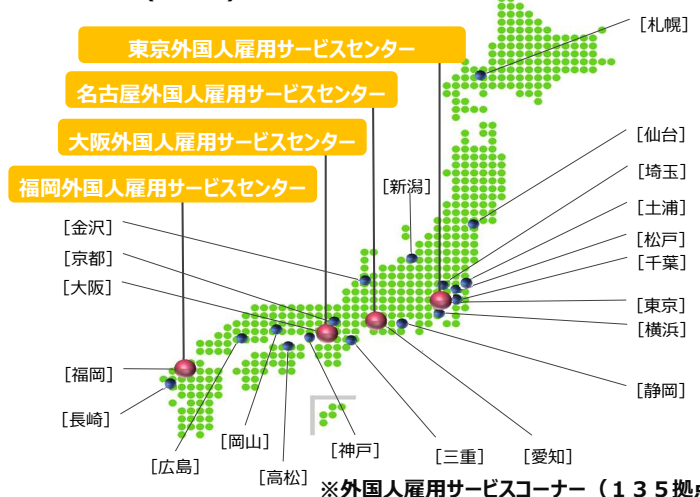 東京外国人雇用サービスセンター
名古屋外国人雇用サービスセンター
大阪外国人雇用サービスセンター
福岡外国人雇用サービスセンター
[札幌]
[仙台]
[埼玉]
[新潟]
[土浦]
[金沢]
[松戸]
[京都]
[千葉]
[大阪]
[東京]
[横浜]
[福岡]
[静岡]
[長崎]
[岡山]
[神戸]
[三重]
[愛知]
[広島]
[高松]
※外国人雇用サービスコーナー（１３５拠点